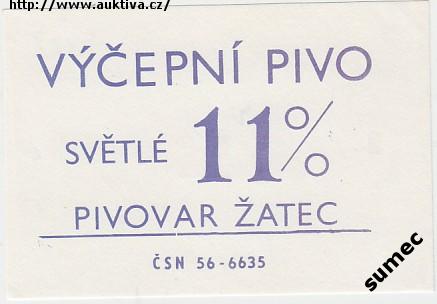 http://www.auktiva.cz/
VÝČEPNÍ PIVO
SVĚTLÉ 11%
PIVOVAR ŽATEC
ČSN 56-6635
sumec